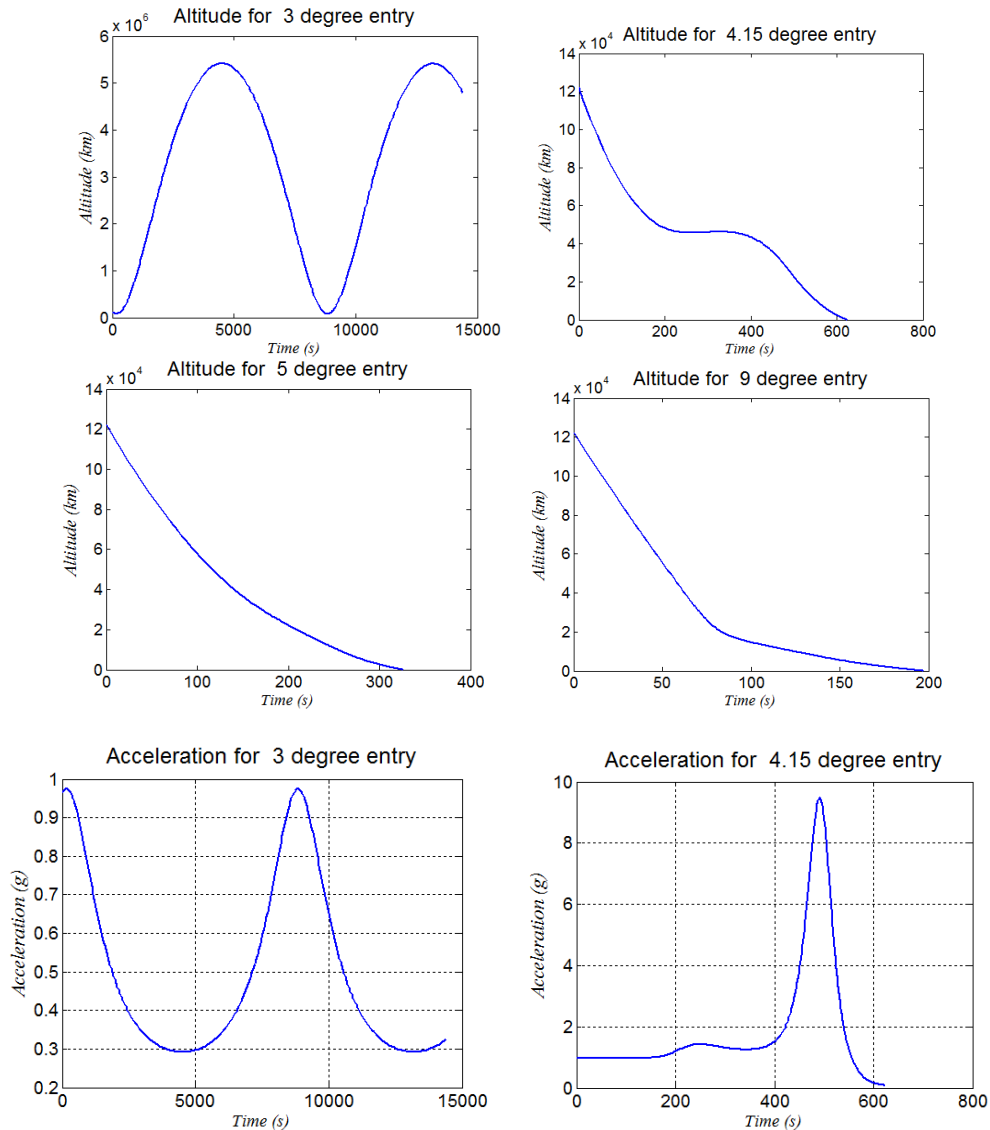 Altitude for 3 degree entry
x 10^6
6
5
4
3
2
1
0
Altitude (km)
0 5000 10000 15000
Time (s)
Altitude for 4.15 degree entry
x 10^4
14
12
10
8
6
4
2
0
Altitude (km)
0 200 400 600 800
Time (s)
Altitude for 5 degree entry
x 10^4
14
12
10
8
6
4
2
0
Altitude (km)
0 100 200 300 400
Time (s)
Altitude for 9 degree entry
x 10^4
14
12
10
8
6
4
2
0
Altitude (km)
0 50 100 150 200
Time (s)
Acceleration for 3 degree entry
1
0.9
0.8
0.7
0.6
0.5
0.4
0.3
0.2
Acceleration (g)
0 5000 10000 15000
Time (s)
Acceleration for 4.15 degree entry
10
8
6
4
2
0
Acceleration (g)
0 200 400 600 800
Time (s)